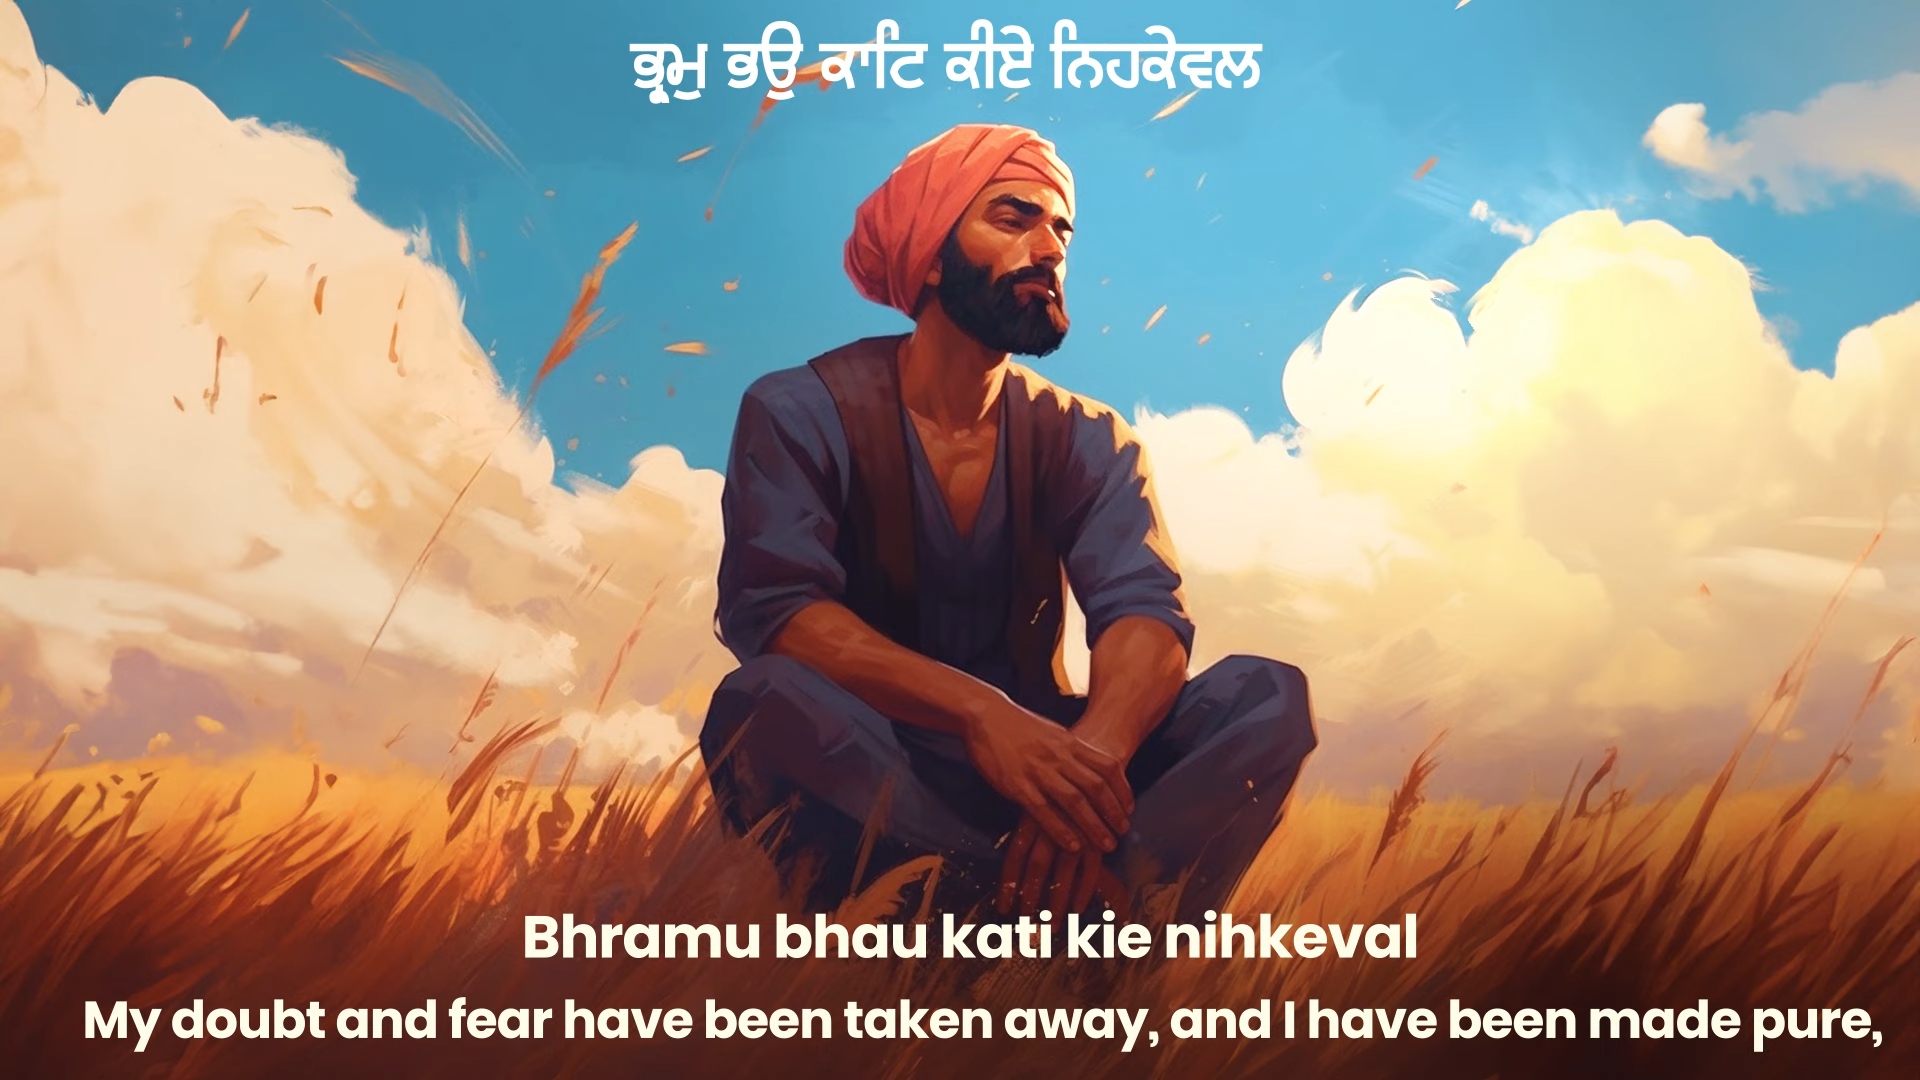 ਭ੍ਰਮੁ ਭਉ ਕਾਟਿ ਕੀਏ ਨਿਹਕੇਵਲ
Bhramu bhau kati kie nihkeval
My doubt and fear have been taken away, and I have been made pure,